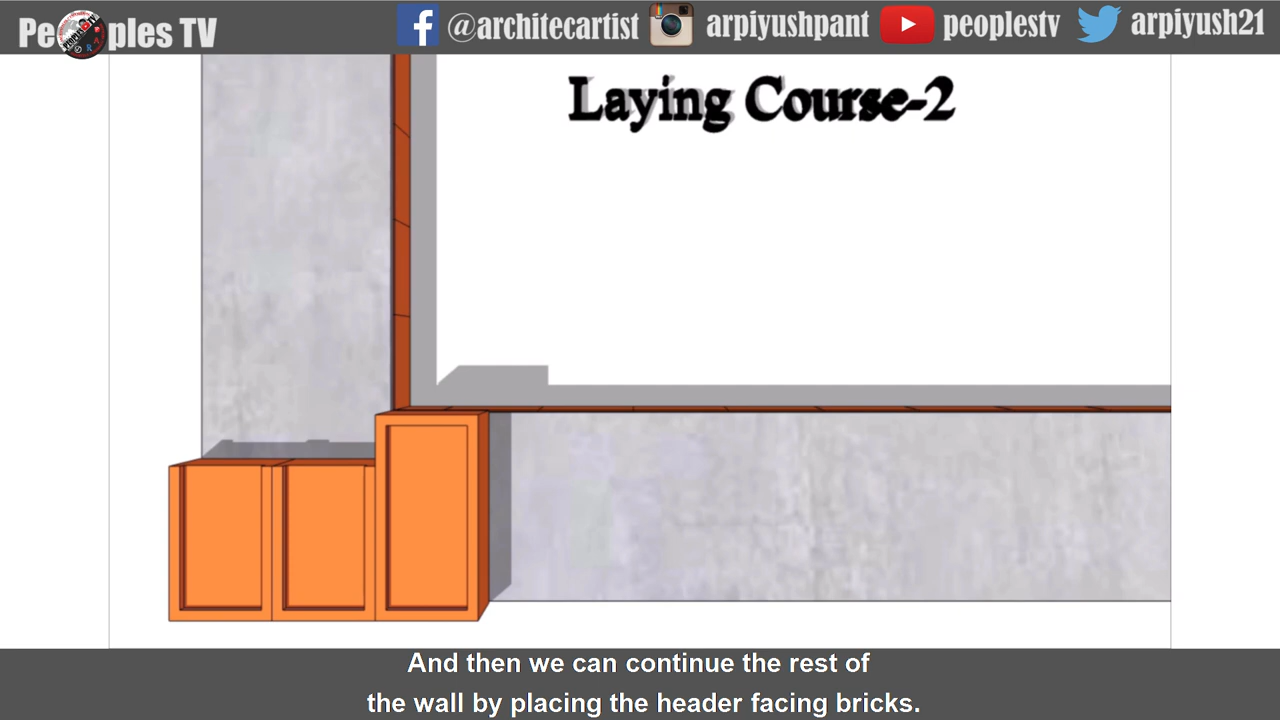 Peoples TV
@architecartist
arpiyushpant
peoplestv
arpiyush21
Laying Course-2
And then we can continue the rest of
the wall by placing the header facing bricks.